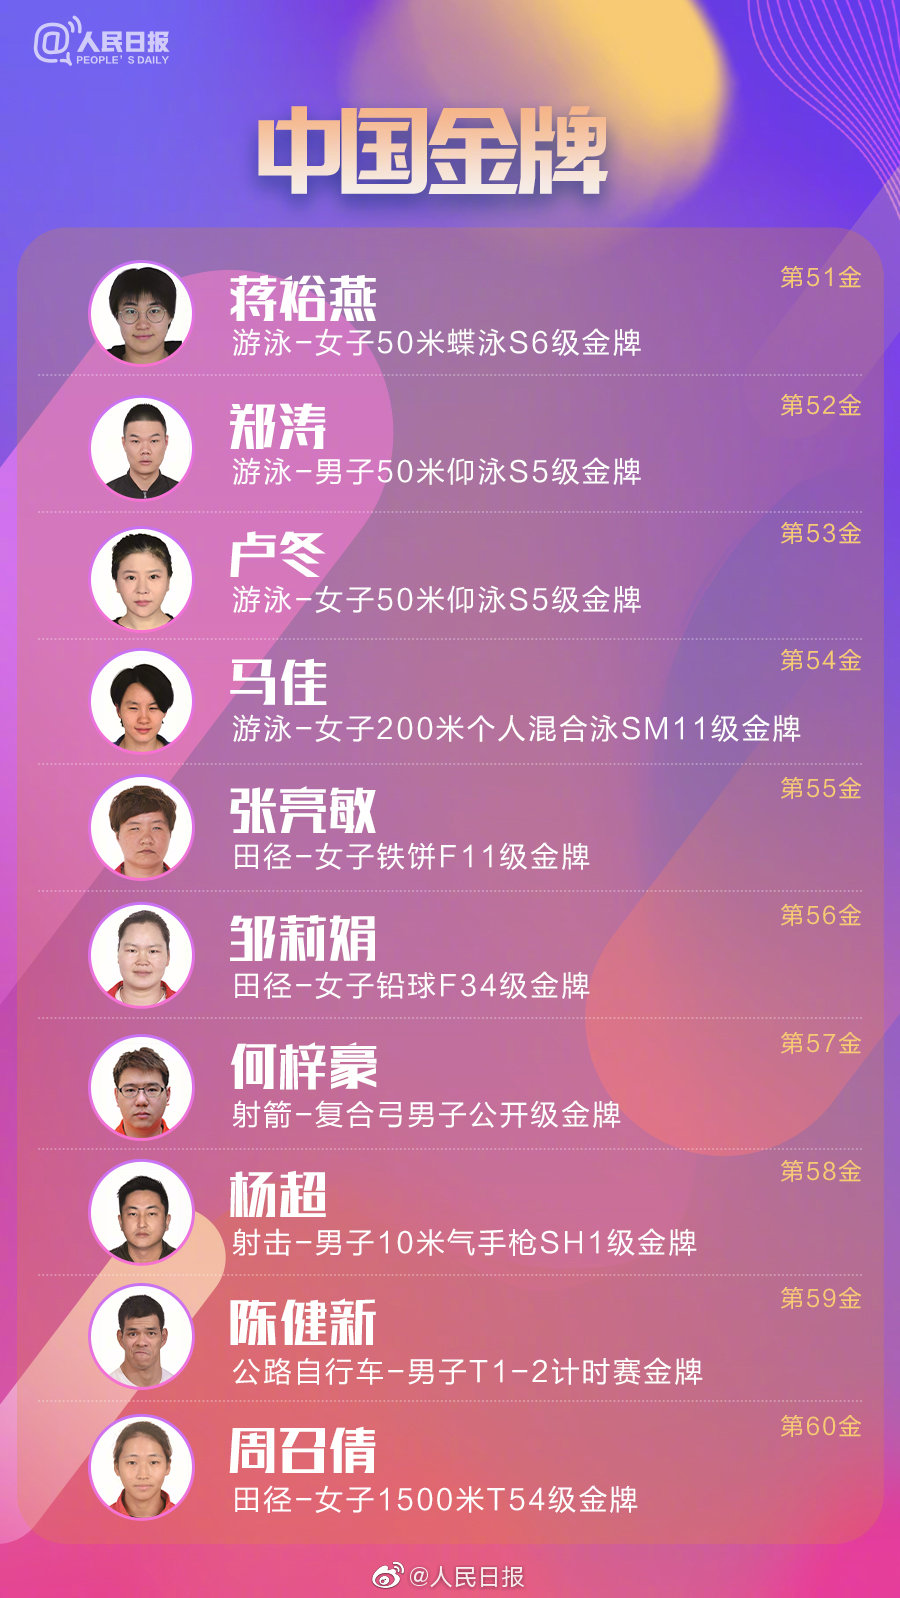 @人民日报
PEOPLE'S DAILY
中国金牌
第51金
蒋裕燕
游泳-女子50米蝶泳S6级金牌
第52金
郑涛
游泳-男子50米仰泳S5级金牌
第53金
卢冬
游泳-女子50米仰泳S5级金牌
第54金
马佳
游泳-女子200米个人混合泳SM11级金牌
第55金
张亮敏
田径-女子铁饼F11级金牌
第56金
邹莉娟
田径-女子铅球F34级金牌
第57金
何梓豪
射箭-复合弓男子公开级金牌
第58金
杨超
射击-男子10米气手枪SH1级金牌
第59金
陈健新
公路自行车-男子T1-2计时赛金牌
第60金
周召倩
田径-女子1500米T54级金牌
@人民日报